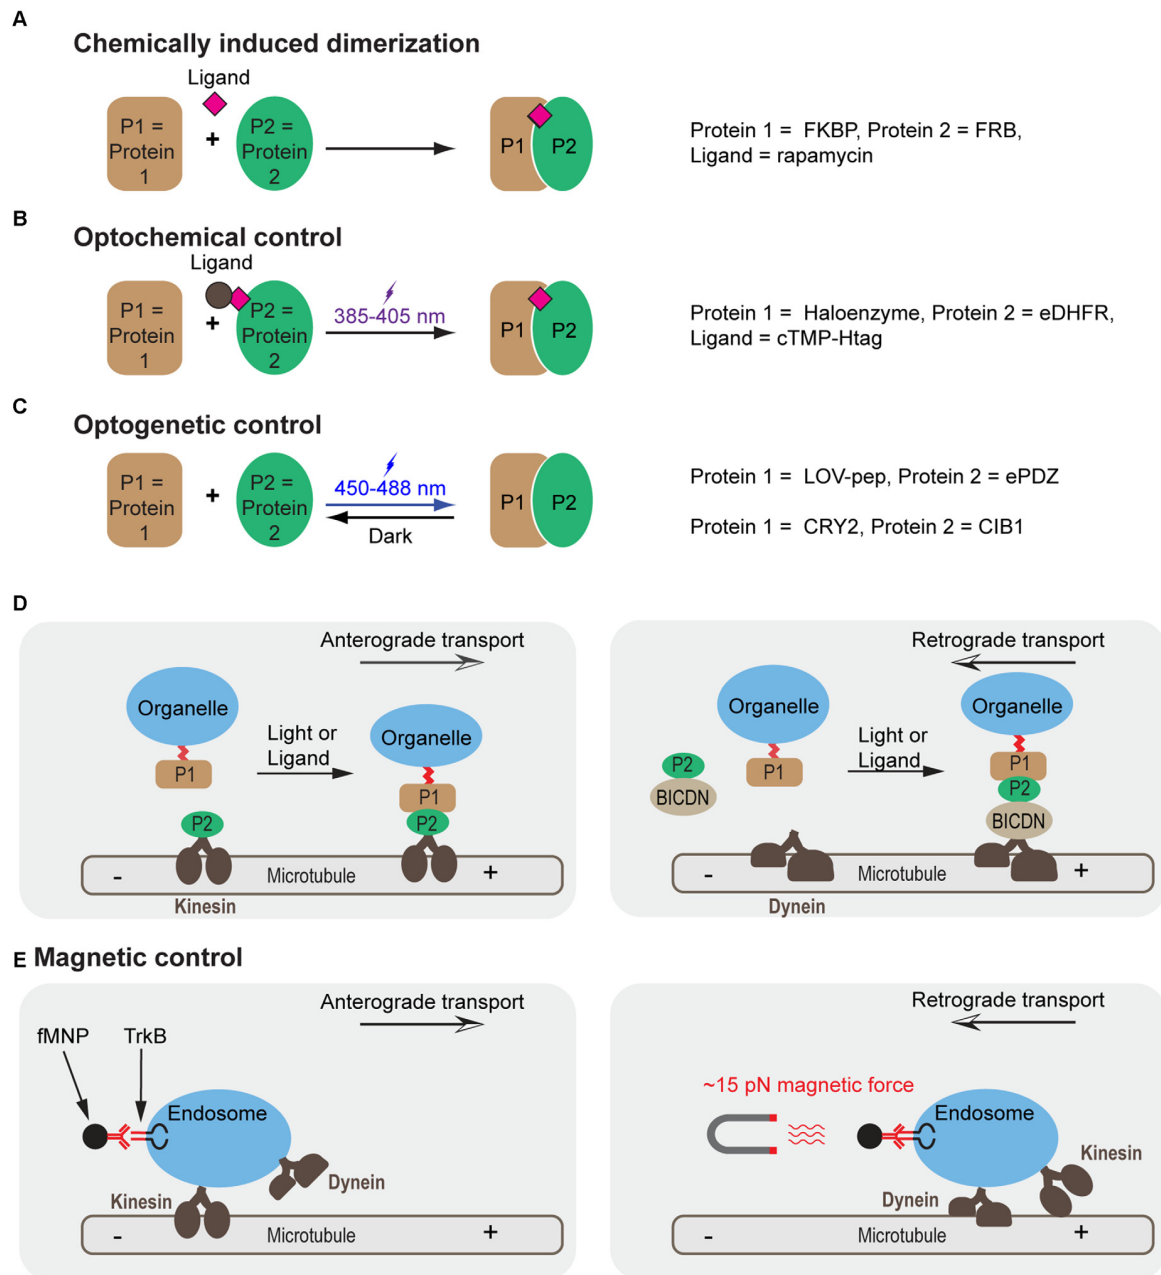 A
Chemically induced dimerization
Ligand
P1 =
Protein
1
+
P2 =
Protein
2
P1
P2
Protein 1 = FKBP, Protein 2 = FRB,
Ligand = rapamycin
B
Optochemical control
Ligand
P1 =
Protein
1
+
P2 =
Protein
2
385-405 nm
P1
P2
Protein 1 = Haloenzyme, Protein 2 = eDHFR,
Ligand = cTMP-Htag
C
Optogenetic control
P1 =
Protein
1
+
P2 =
Protein
2
450-488 nm
Dark
P1
P2
Protein 1 = LOV-pep, Protein 2 = ePDZ
Protein 1 = CRY2, Protein 2 = CIB1
D
Anterograde transport
Organelle
P1
Light or
Ligand
Organelle
P1
P2
P2
- Microtubule +
Kinesin
Retrograde transport
Organelle
P1
P2
BICDN
Light or
Ligand
Organelle
P1
P2
BICDN
- Microtubule +
Dynein
E Magnetic control
Anterograde transport
fMNP
TrkB
Endosome
Dynein
Kinesin
- Microtubule +
Retrograde transport
~15 pN magnetic force
Endosome
Kinesin
Dynein
- Microtubule +